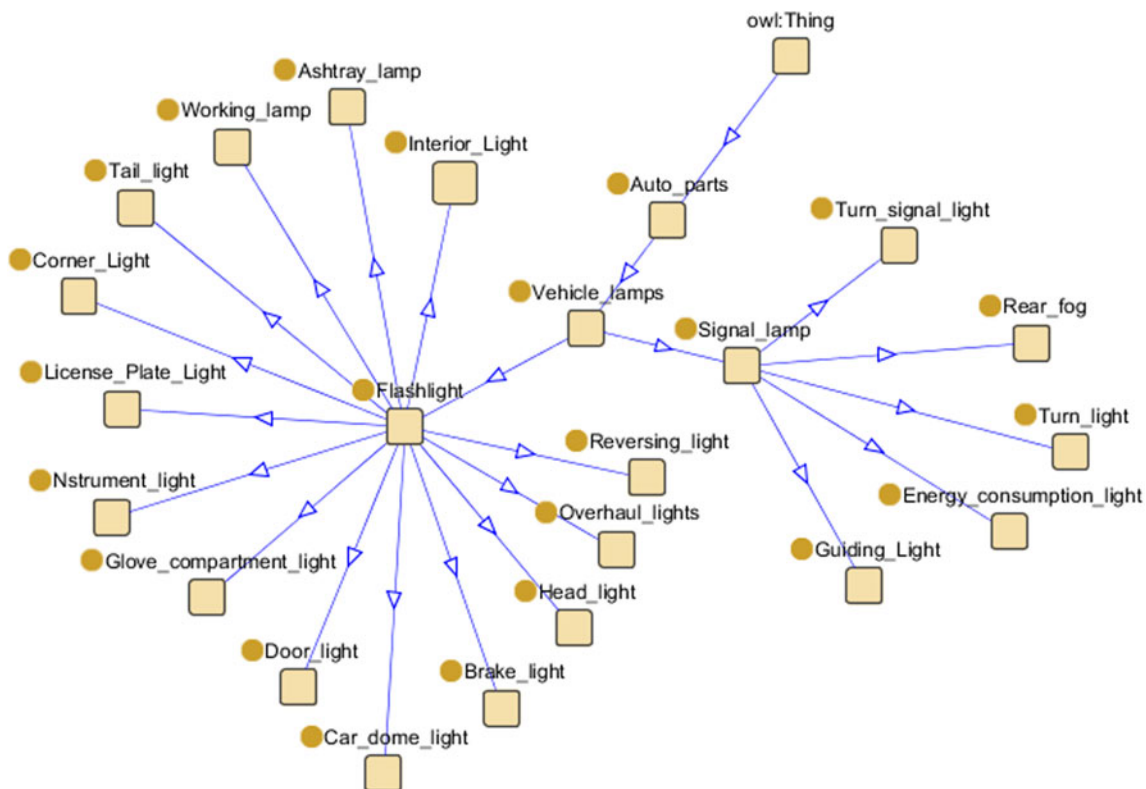 owl:Thing
Ashtray_lamp
Working_lamp
Interior_Light
Tail_light
Auto_parts
Turn_signal_light
Corner_Light
Vehicle_lamps
Rear_fog
Signal_lamp
License_Plate_Light
Flashlight
Turn_light
Reversing_light
Nstrument_light
Energy_consumption_light
Overhaul_lights
Guiding_Light
Glove_compartment_light
Head_light
Door_light
Brake_light
Car_dome_light